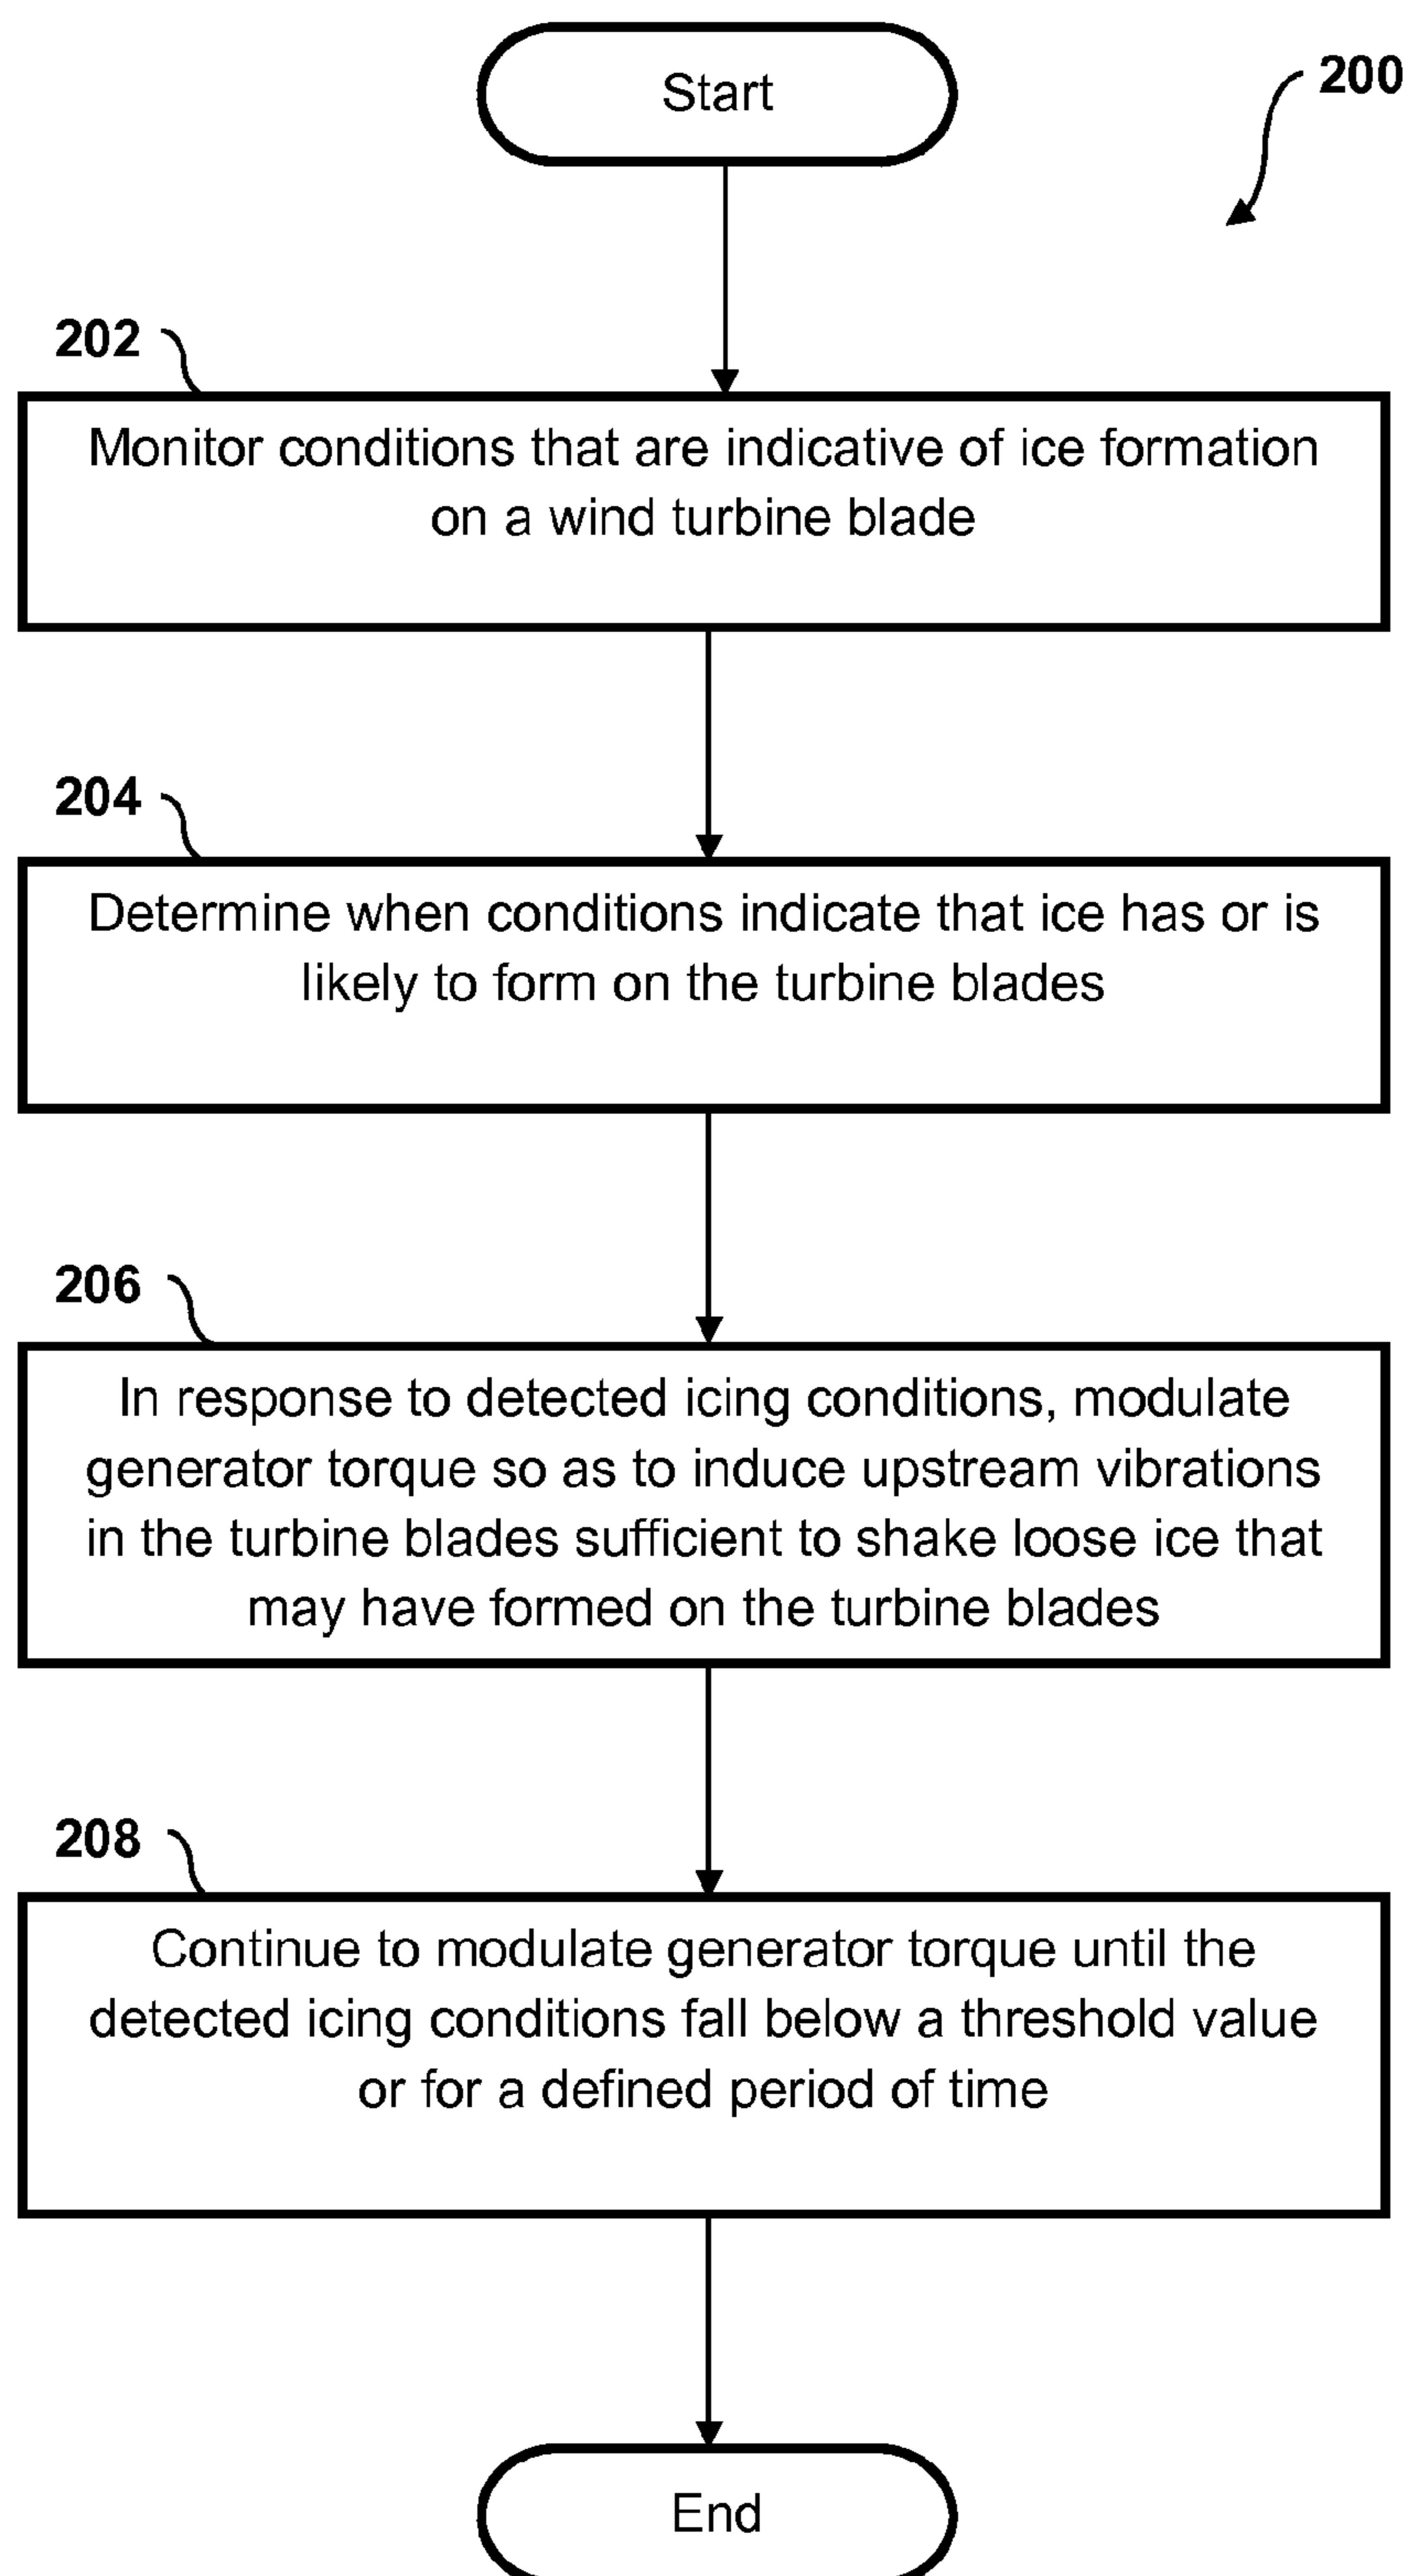 Start
200
202
Monitor conditions that are indicative of ice formation
on a wind turbine blade
204
Determine when conditions indicate that ice has or is
likely to form on the turbine blades
206
In response to detected icing conditions, modulate
generator torque so as to induce upstream vibrations
in the turbine blades sufficient to shake loose ice that
may have formed on the turbine blades
208
Continue to modulate generator torque until the
detected icing conditions fall below a threshold value
or for a defined period of time
End